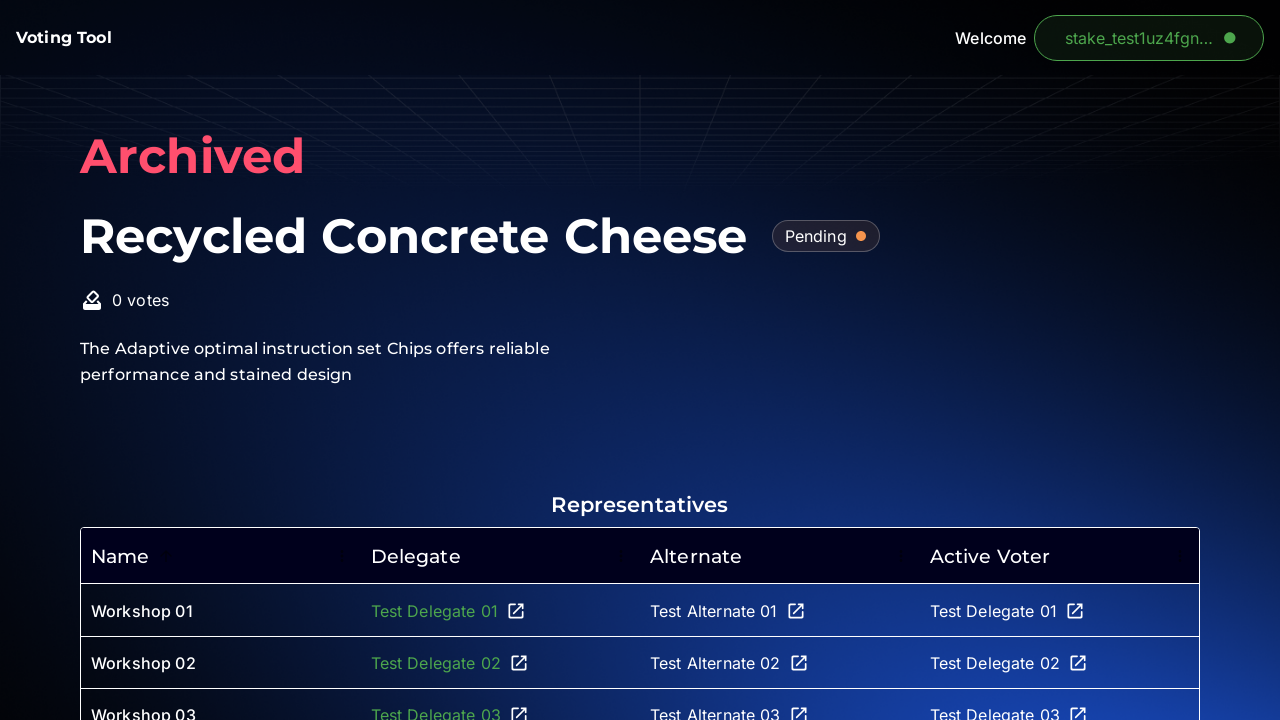 Voting Tool
Welcome
stake_test1uz4fgn...
Archived
Recycled Concrete Cheese
Pending
0 votes
The Adaptive optimal instruction set Chips offers reliable
performance and stained design
Representatives
Name Delegate Alternate Active Voter
Workshop 01 Test Delegate 01 Test Alternate 01 Test Delegate 01
Workshop 02 Test Delegate 02 Test Alternate 02 Test Delegate 02
Workshop 03 Test Delegate 03 Test Alternate 03 Test Delegate 03